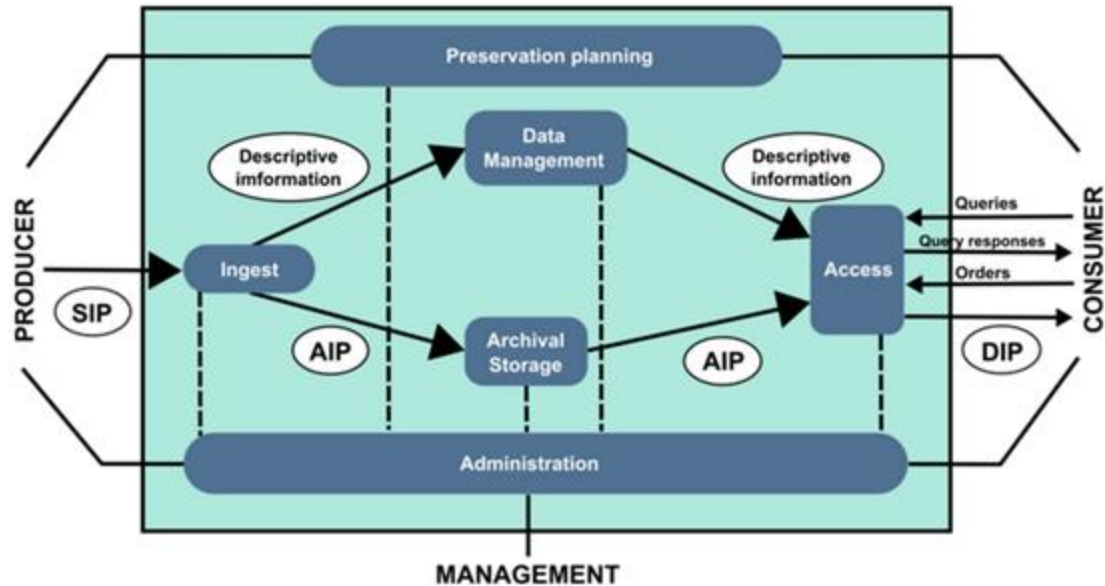 Preservation planning
Data
Management
Descriptive
imformation
Descriptive
information
PRODUCER
SIP
Ingest
AIP
Archival
Storage
AIP
Access
Queries
Query responses
Orders
DIP
CONSUMER
Administration
MANAGEMENT